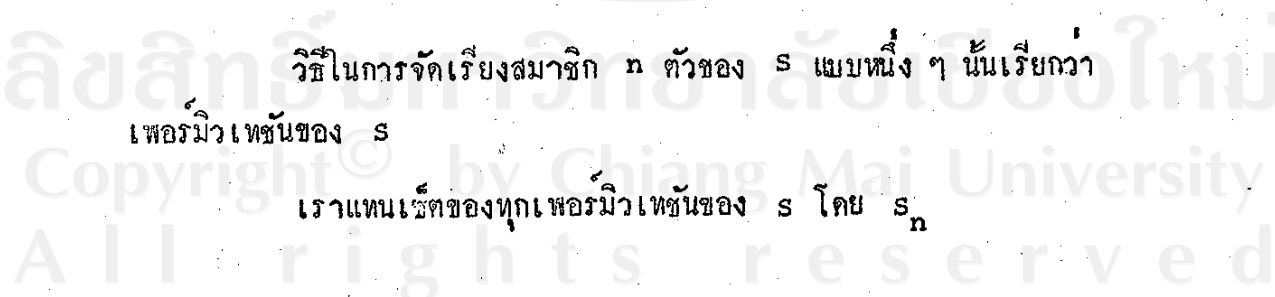 วิธีในการจัดเรียงสมาชิก n ตัวของ S แบบหนึ่ง ๆ นั้นเรียกว่า
เพอร์มิวเทชันของ S
เราแทนเซ็ตของทุกเพอร์มิวเทชันของ S โดย Sn
ลิขสิทธิ์มหาวิทยาลัยเชียงใหม่
Copyright© by Chiang Mai University
All rights reserved